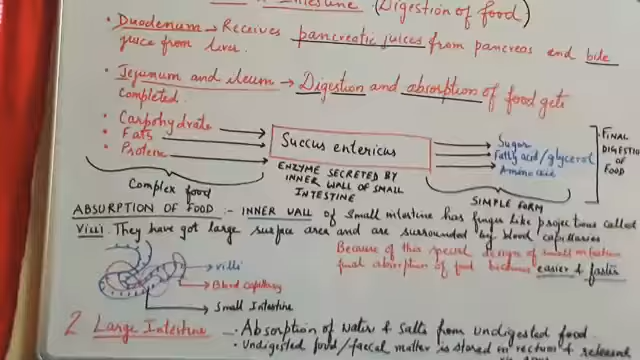 Intestine (Digestion of food)
• Duodenum → Receives pancreatic juices from pancreas and bile
juice from liver.
• Jejunum and ileum → Digestion and absorption of food gets
completed.
• Carbohydrate
• Fats
• Protein
Succus entericus
Sugar
Fatty acid/glycerol
Amino acid
FINAL
DIGESTION
OF
FOOD
Complex food
ENZYME SECRETED BY
INNER WALL OF SMALL
INTESTINE
SIMPLE FORM
ABSORPTION OF FOOD :- INNER WALL of Small intestine has finger like projections called
Villi. They have got large surface area and are surrounded by blood capillaries
Because of this special design of small intestine
final absorption of food becomes easier & faster
villi
Blood capillary
Small Intestine
2 Large Intestine - • Absorption of water & salts from undigested food.
• Undigested food/faecal matter is stored in rectum & released